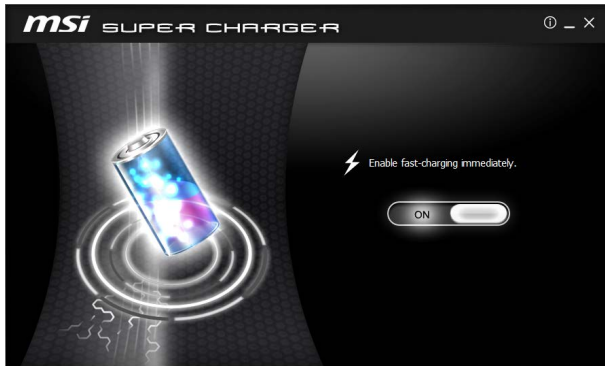 msi SUPER CHARGER
Enable fast-charging immediately.
ON